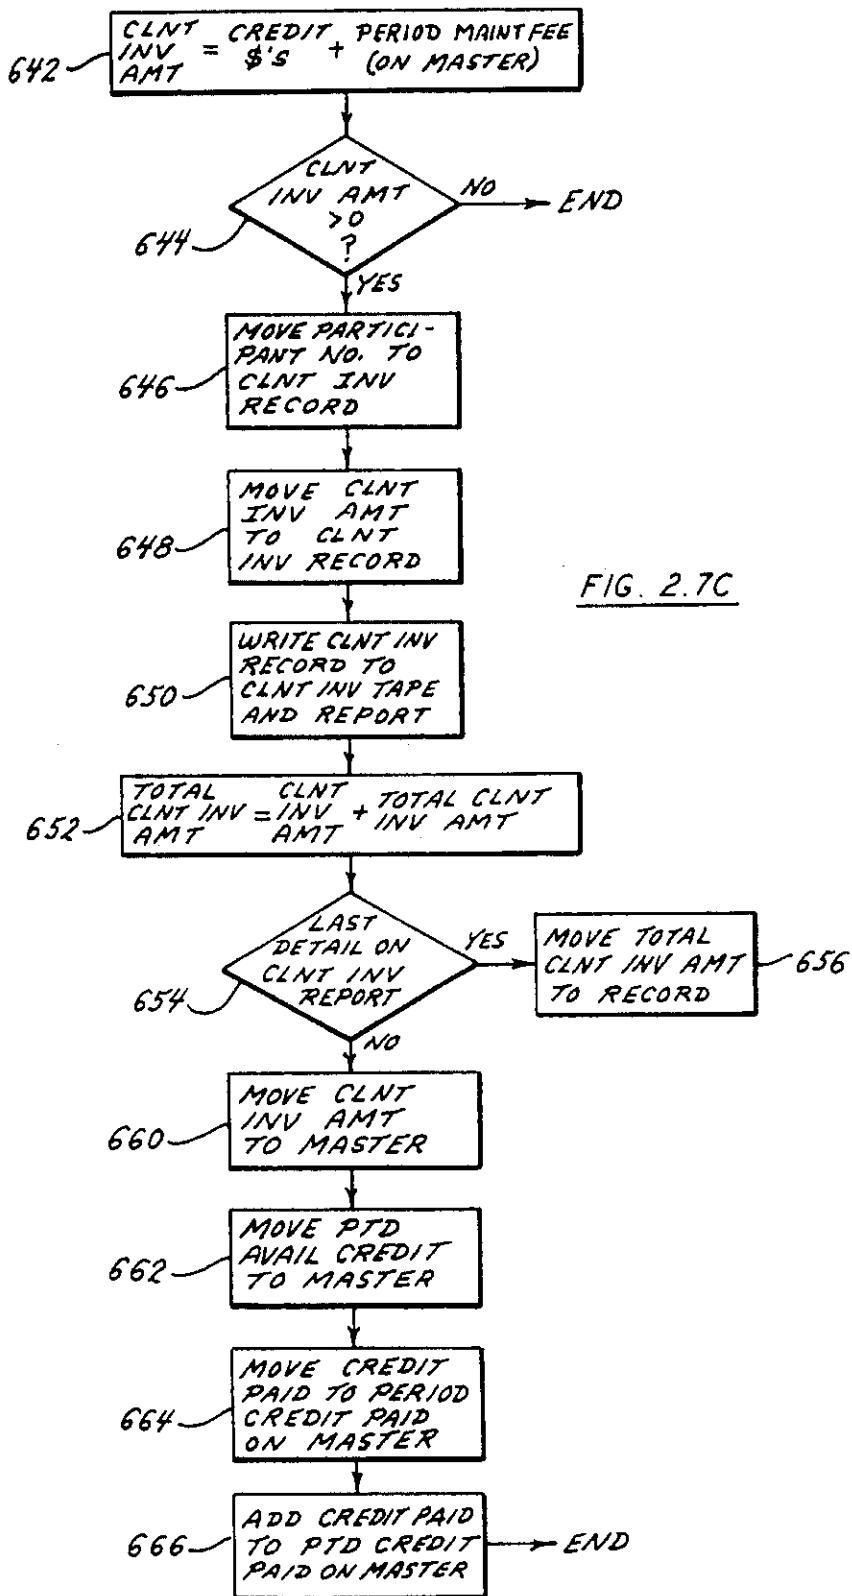 642
CLNT INV AMT = CREDIT $'S + PERIOD MAINT FEE (ON MASTER)
CLNT
INV AMT
>0
?
644
NO
END
YES
MOVE PARTICI-
PANT NO. TO
CLNT INV
RECORD
646
MOVE CLNT
INV AMT
TO CLNT
INV RECORD
648
FIG. 2.7C
WRITE CLNT INV
RECORD TO
CLNT INV TAPE
AND REPORT
650
TOTAL CLNT INV AMT = CLNT INV AMT + TOTAL CLNT INV AMT
652
LAST
DETAIL ON
CLNT INV
REPORT
654
YES
MOVE TOTAL
CLNT INV AMT
TO RECORD
656
NO
MOVE CLNT
INV AMT
TO MASTER
660
MOVE PTD
AVAIL CREDIT
TO MASTER
662
MOVE CREDIT
PAID TO PERIOD
CREDIT PAID
ON MASTER
664
ADD CREDIT PAID
TO PTD CREDIT
PAID ON MASTER
666
END